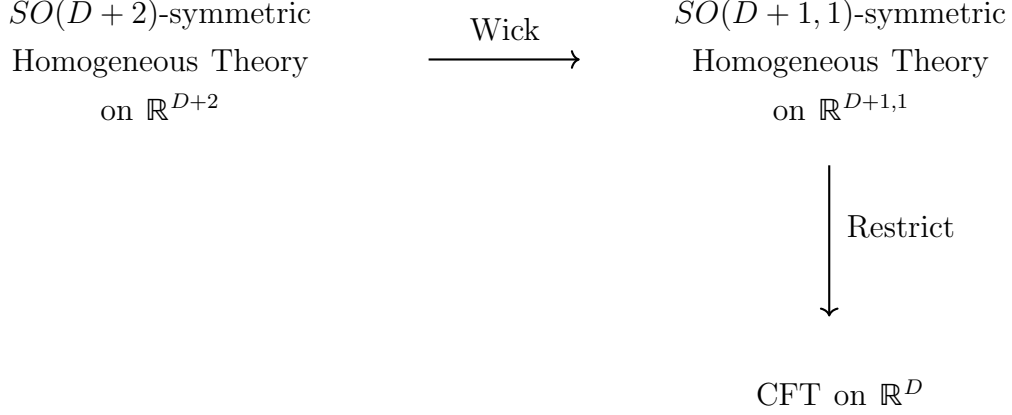 SO(D + 2)-symmetric
Homogeneous Theory
on ℝ^{D+2}
Wick
SO(D + 1, 1)-symmetric
Homogeneous Theory
on ℝ^{D+1,1}
Restrict
CFT on ℝ^D